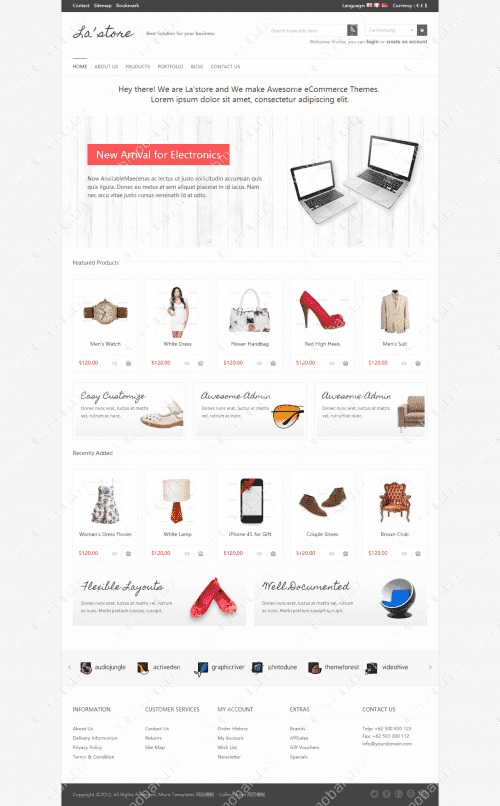 Contact Sitemap Bookmark
Language: Currency : € £ $
La'store
Best Solution for your business
Search keywords here
Cart(empty)
Welcome Visitor, you can login or create an account
HOME ABOUT US PRODUCTS PORTFOLIO BLOG CONTACT US
Hey there! We are La'store and We make Awesome eCommerce Themes.
Lorem ipsum dolor sit amet, consectetur adipiscing elit.
New Arrival for Electronics
Now AvailableMaecenas ac lectus ut justo sollicitudin accumsan quis
quis ligula. Donec eu metus et sem aliquet placerat in id lacus. Nam
nec arcu vitae justo cursus venenatis id at odio.
Featured Products
Men's Watch White Dress Flower Handbag Red High Heels Men's Suit
$120.00 $120.00 $120.00 $120.00 $120.00
Easy Customize Awesome Admin Awesome Admin
Donec nunc erat, luctus at mattis Donec nunc erat, luctus at mattis Donec nunc erat, luctus at mattis
vel, rutrum ac nunc. vel, rutrum ac nunc. vel, rutrum ac nunc.
Recently Added
Woman's Dress Flower White Lamp iPhone 4S for Gift Couple Shoes Brown Chair
$120.00 $120.00 $120.00 $120.00 $120.00
Flexible Layouts Well Documented
Donec nunc erat, luctus at mattis vel, rutrum Donec nunc erat, luctus at mattis vel, rutrum
ac nunc. Morbi pretium suscipit suscipit. ac nunc. Morbi pretium suscipit suscipit.
audiojungle activeden graphicriver photodune themeforest videohive
INFORMATION CUSTOMER SERVICES MY ACCOUNT EXTRAS CONTACT US
About Us Contact Us Order History Brands Telp: +62 500 800 123
Delivery Information Returns My Account Affiliates Fax: +62 501 800 112
Privacy Policy Site Map Wish List Gift Vouchers info@yourdomain.com
Terms & Condition Newsletter Specials
Copyright ©2012. All Rights Reserved. More Templates